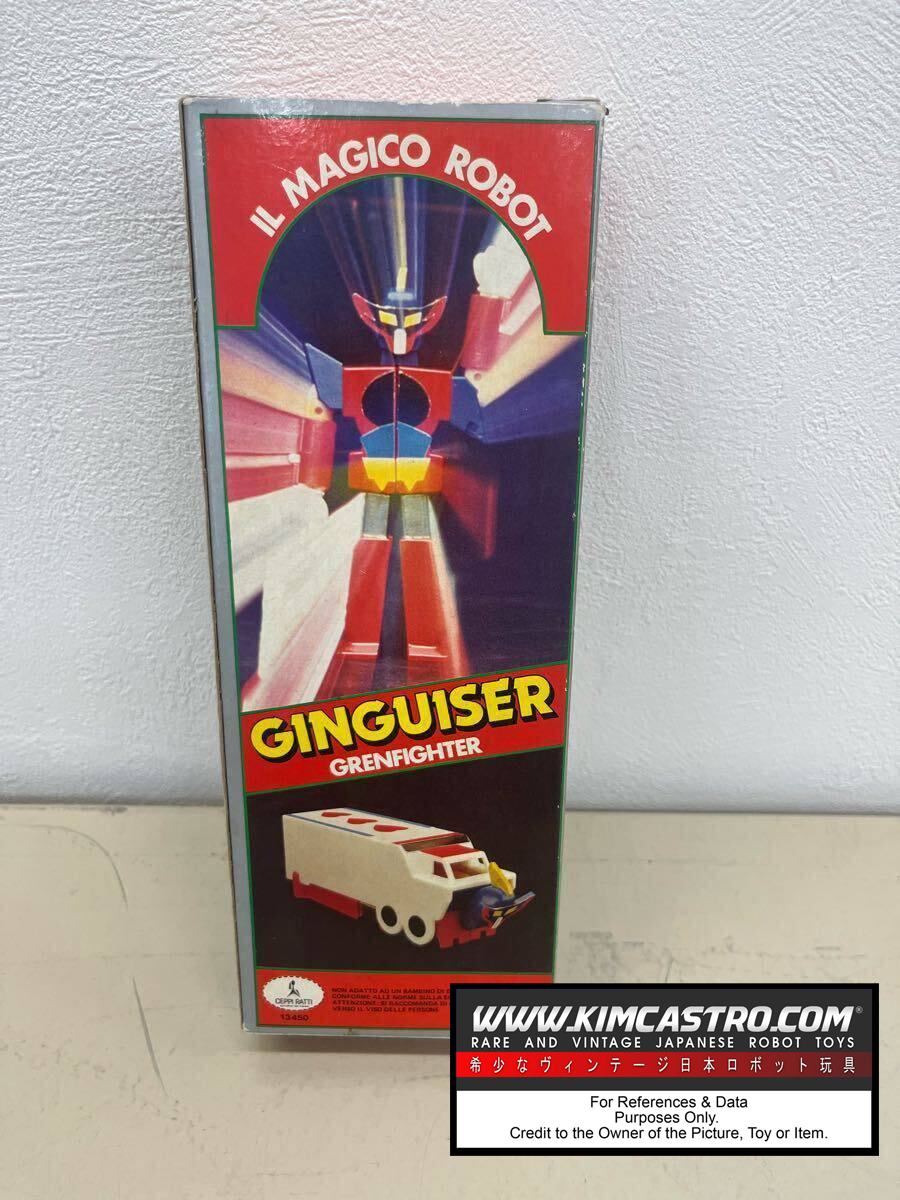 IL MAGICO ROBOT
GINGUISER
GRENFIGHTER
CEPPI RATTI
13450
NON ADATTO AD UN BAMBINO DI
CONFORME ALLE NORME SULLA
ATTENZIONE: SI RACCOMANDA DI
VERSO IL VISO DELLE PERSONE
WWW.KIMCASTRO.COM®
RARE AND VINTAGE JAPANESE ROBOT TOYS
希少なヴィンテージ日本ロボット玩具
For References & Data
Purposes Only.
Credit to the Owner of the Picture, Toy or Item.